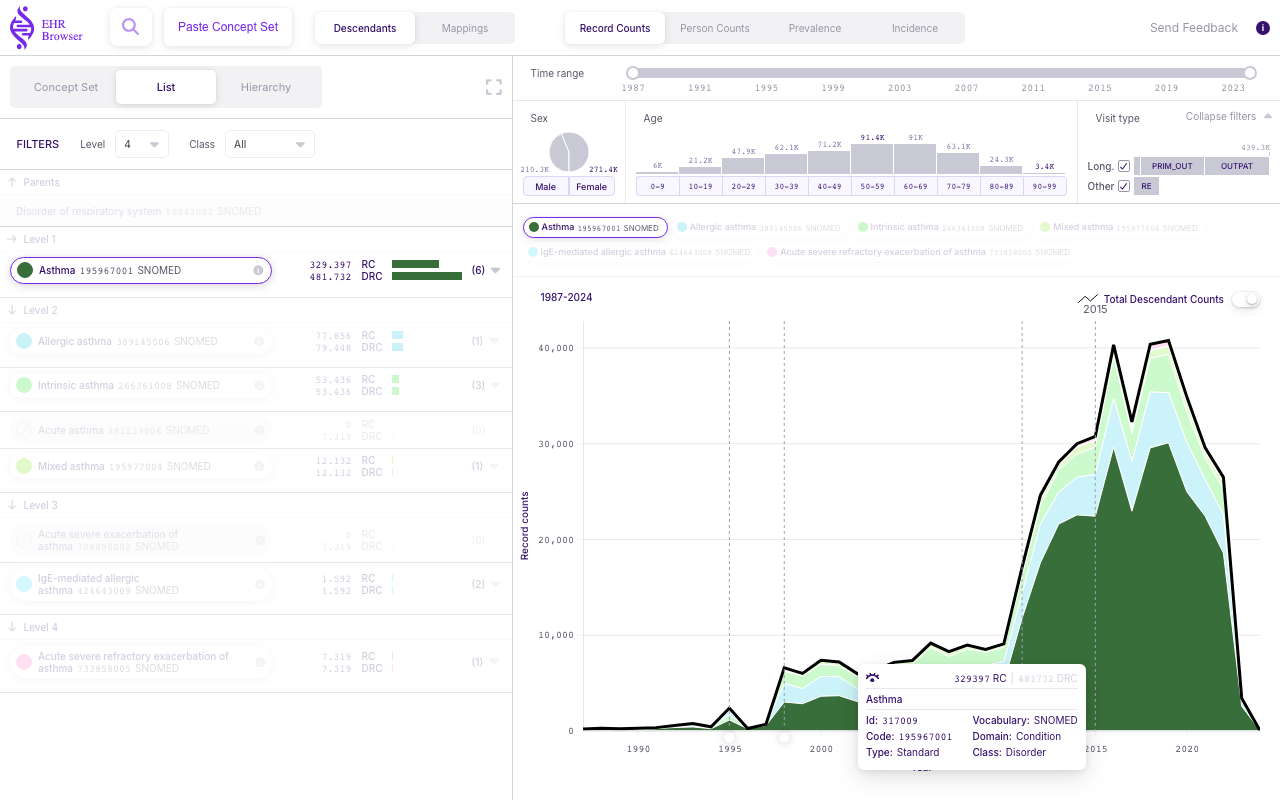 EHR
Browser
Paste Concept Set
Descendants
Mappings
Record Counts
Person Counts
Prevalence
Incidence
Send Feedback
i
Concept Set
List
Hierarchy
FILTERS
Level
4
Class
All
Parents
Disorder of respiratory system 50043002 SNOMED
Level 1
Asthma 195967001 SNOMED
329.397 RC
481.732 DRC
(6)
Level 2
Allergic asthma 389145006 SNOMED
77.856 RC
79.448 DRC
(1)
Intrinsic asthma 266361008 SNOMED
53.436 RC
53.436 DRC
(3)
Acute asthma 281239006 SNOMED
0 RC
7.319 DRC
(0)
Mixed asthma 195977004 SNOMED
12.132 RC
12.132 DRC
(1)
Level 3
Acute severe exacerbation of
asthma 708090002 SNOMED
0 RC
7.319 DRC
(0)
IgE-mediated allergic
asthma 424643009 SNOMED
1.592 RC
1.592 DRC
(2)
Level 4
Acute severe refractory exacerbation of
asthma 733858005 SNOMED
7.319 RC
7.319 DRC
(1)
Time range
1987 1991 1995 1999 2003 2007 2011 2015 2019 2023
Sex
210.3K 271.4K
Male Female
Age
6K 21.2K 47.9K 62.1K 71.2K 91.4K 91K 63.1K 24.3K 3.4K
0-9 10-19 20-29 30-39 40-49 50-59 60-69 70-79 80-89 90-99
Visit type
Collapse filters
439.3K
Long. PRIM_OUT OUTPAT
Other RE
Asthma 195967001 SNOMED
Allergic asthma 389145006 SNOMED
Intrinsic asthma 266361008 SNOMED
Mixed asthma 195977004 SNOMED
IgE-mediated allergic asthma 424643009 SNOMED
Acute severe refractory exacerbation of asthma 733858005 SNOMED
1987-2024
Total Descendant Counts
2015
40,000
30,000
20,000
10,000
0
Record counts
1990 1995 2000 2015 2020
329397 RC | 481732 DRC
Asthma
Id: 317009
Vocabulary: SNOMED
Code: 195967001
Domain: Condition
Type: Standard
Class: Disorder